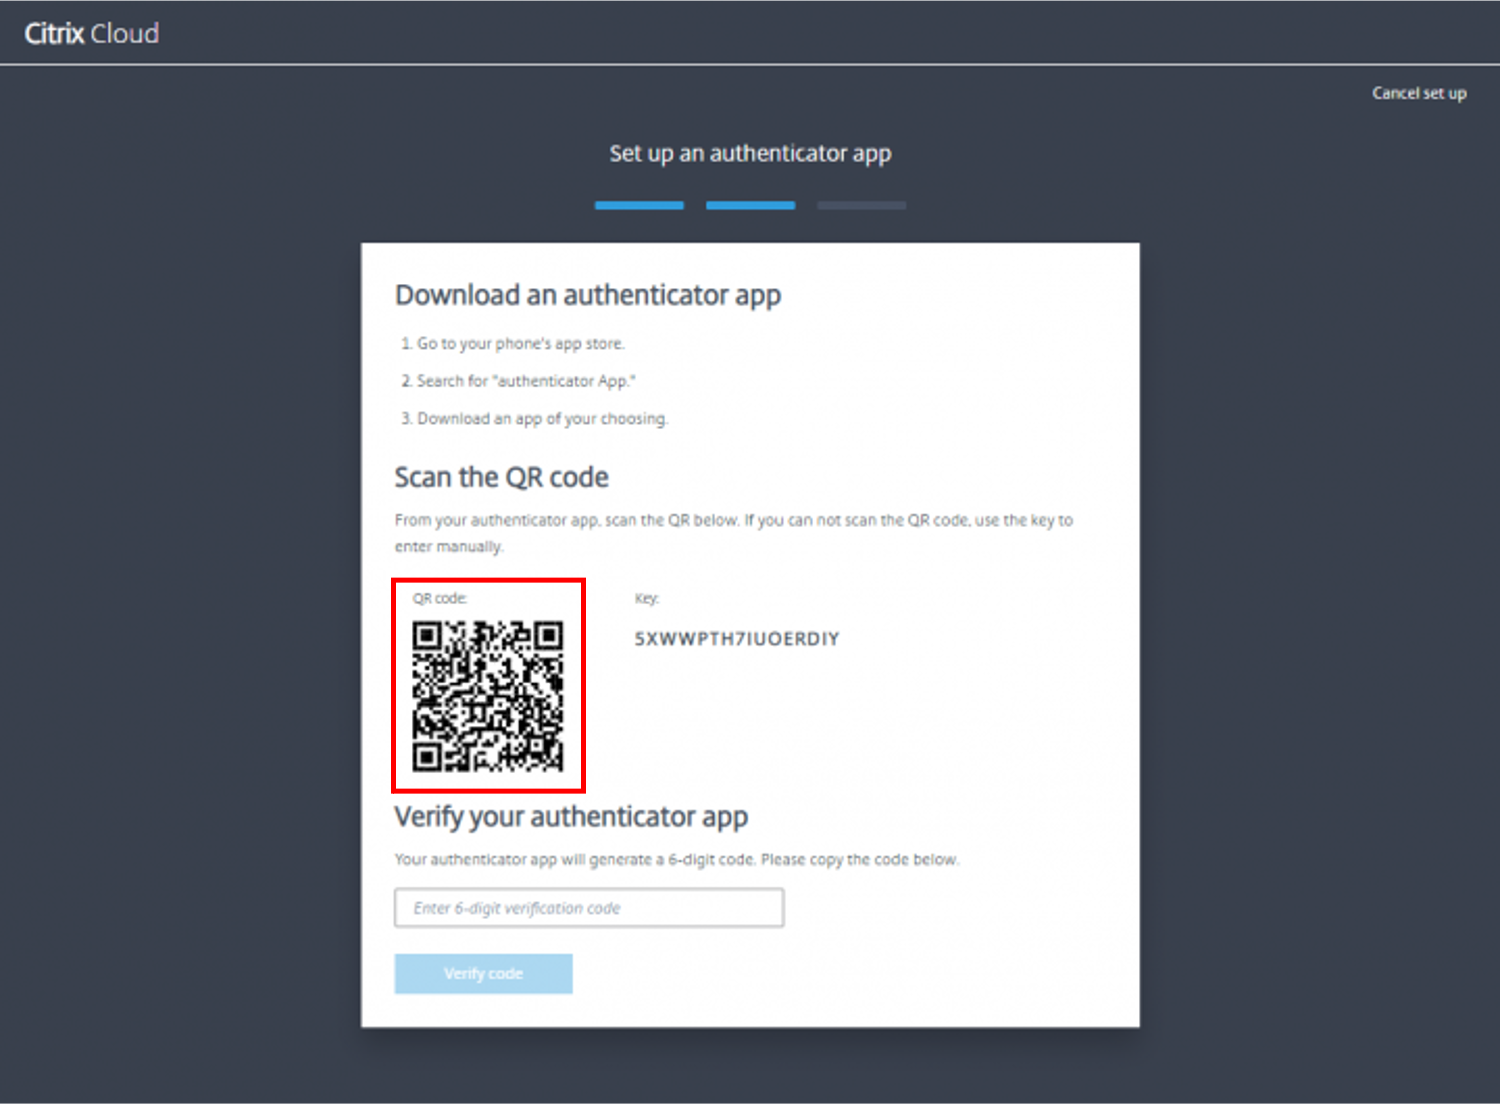 Citrix Cloud
Cancel set up
Set up an authenticator app
Download an authenticator app
1. Go to your phone's app store.
2. Search for "authenticator App."
3. Download an app of your choosing.
Scan the QR code
From your authenticator app, scan the QR below. If you can not scan the QR code, use the key to
enter manually.
QR code:
Key:
5XWWPTH7IUOERDIY
Verify your authenticator app
Your authenticator app will generate a 6-digit code. Please copy the code below.
Enter 6-digit verification code
Verify code